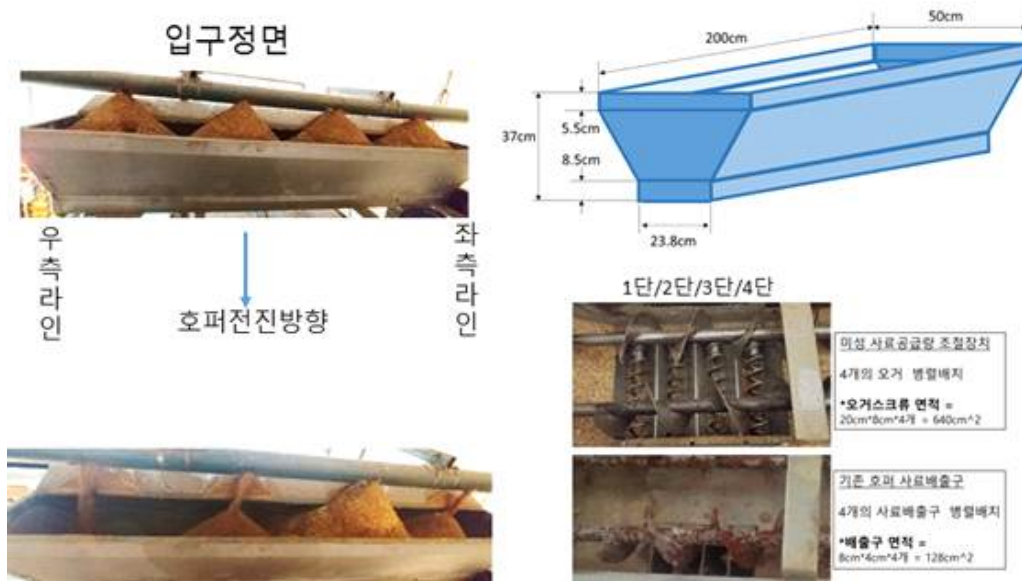 입구정면
우측라인
좌측라인
호퍼전진방향
50cm
200cm
37cm
5.5cm
8.5cm
23.8cm
1단/2단/3단/4단
미성 사료공급량 조절장치
4개의 오거 병렬배치
*오거스크류 면적 =
20cm*8cm*4개 = 640cm^2
기존 호퍼 사료배출구
4개의 사료배출구 병렬배치
*배출구 면적 =
8cm*4cm*4개 = 128cm^2